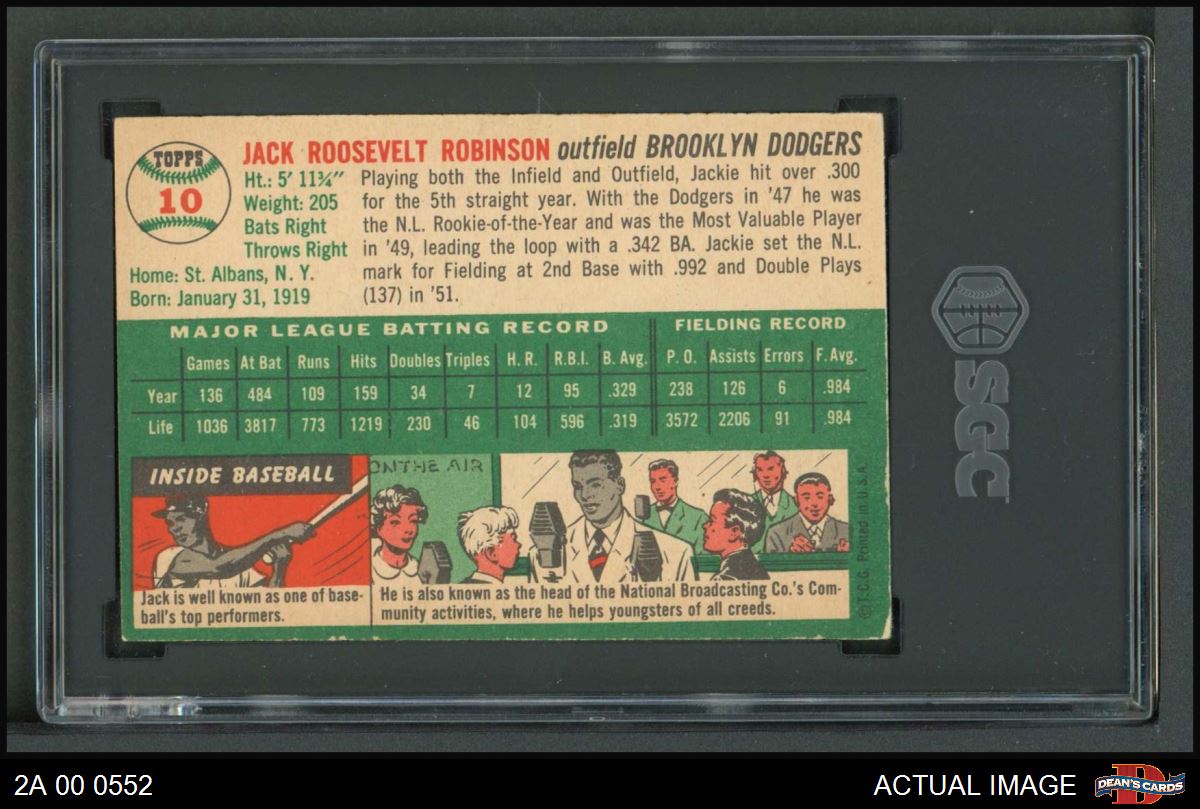 TOPPS
10
JACK ROOSEVELT ROBINSON outfield BROOKLYN DODGERS
Ht.: 5' 11¾"
Weight: 205
Bats Right
Throws Right
Home: St. Albans, N. Y.
Born: January 31, 1919
Playing both the Infield and Outfield, Jackie hit over .300
for the 5th straight year. With the Dodgers in '47 he was
the N.L. Rookie-of-the-Year and was the Most Valuable Player
in '49, leading the loop with a .342 BA. Jackie set the N.L.
mark for Fielding at 2nd Base with .992 and Double Plays
(137) in '51.
MAJOR LEAGUE BATTING RECORD FIELDING RECORD
Games At Bat Runs Hits Doubles Triples H. R. R.B.I. B. Avg. P. O. Assists Errors F. Avg.
Year 136 484 109 159 34 7 12 95 .329 238 126 6 .984
Life 1036 3817 773 1219 230 46 104 596 .319 3572 2206 91 .984
INSIDE BASEBALL
ON THE AIR
Jack is well known as one of base-
ball's top performers.
He is also known as the head of the National Broadcasting Co.'s Com-
munity activities, where he helps youngsters of all creeds.
© T.C.G. Printed in U.S.A.
SGC
2A 00 0552
ACTUAL IMAGE
D
DEAN'S CARDS